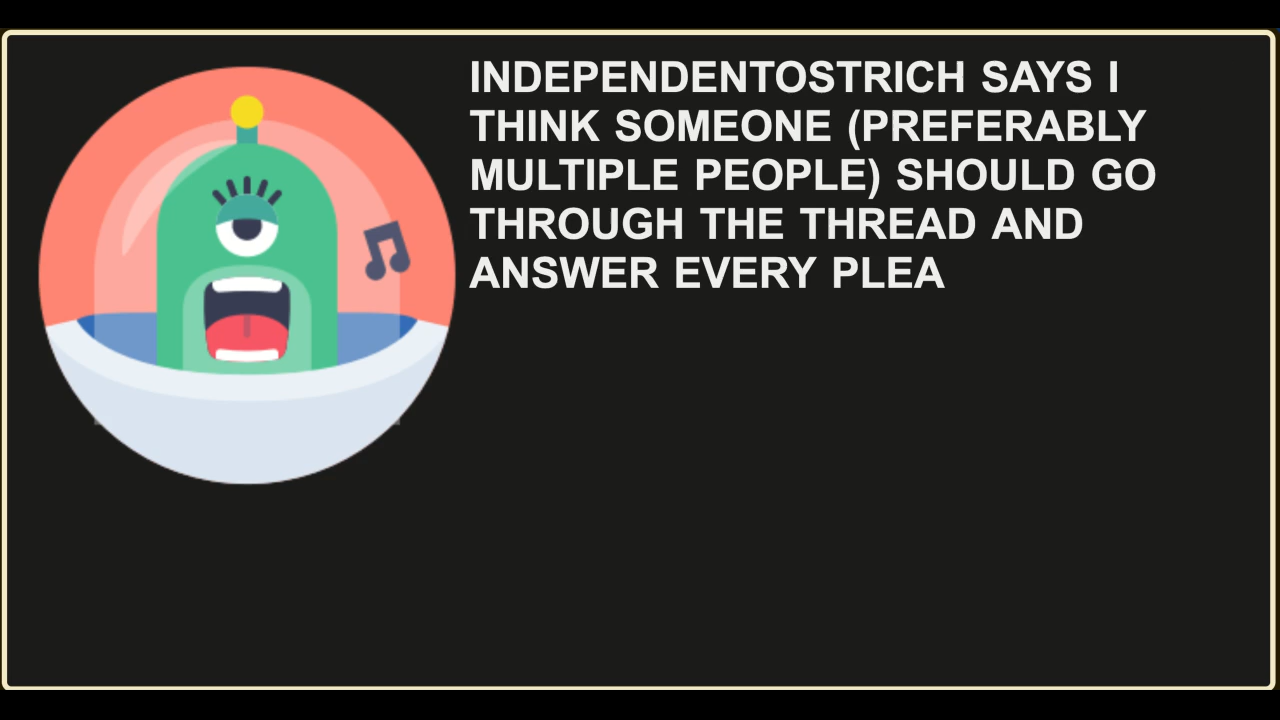 INDEPENDENTOSTRICH SAYS I
THINK SOMEONE (PREFERABLY
MULTIPLE PEOPLE) SHOULD GO
THROUGH THE THREAD AND
ANSWER EVERY PLEA